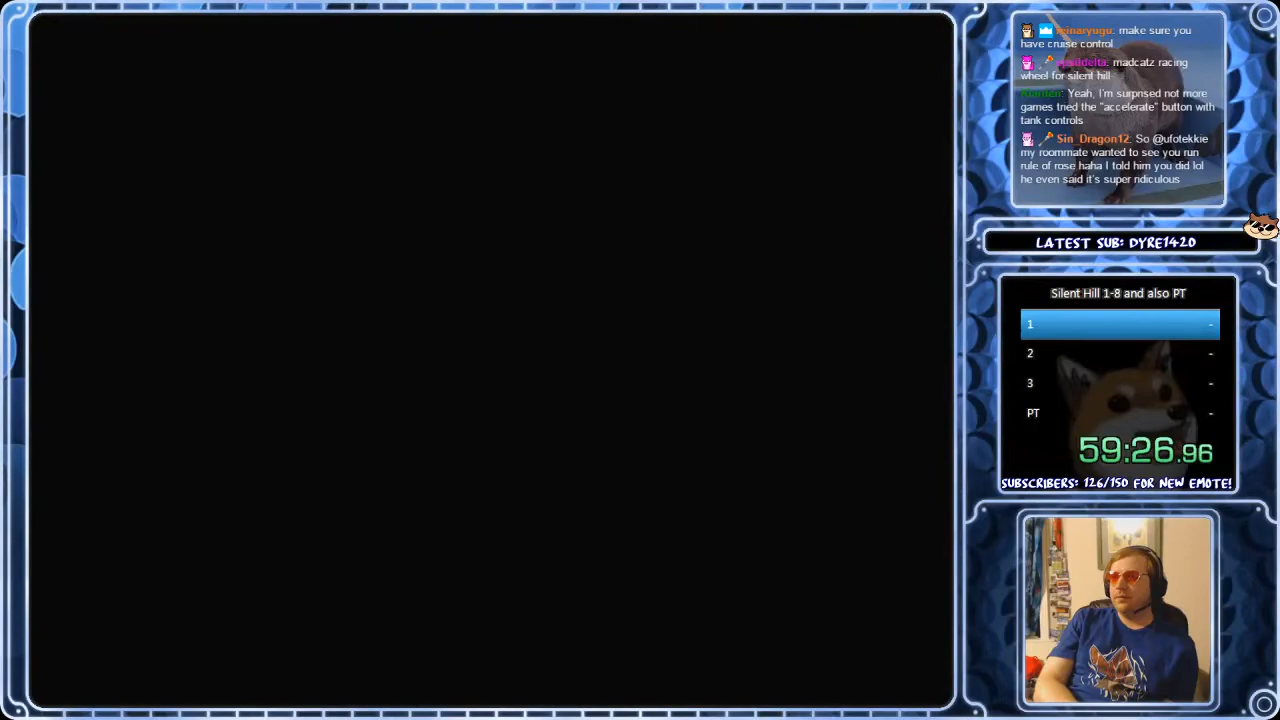 reinaryugu: make sure you
have cruise control
madcatz racing
wheel for silent hill
Yeah, I'm surprised not more
games tried the "accelerate" button with
tank controls
Sin_Dragon12: So @ufotekkie
my roommate wanted to see you run
rule of rose haha I told him you did lol
he even said it's super ridiculous
LATEST SUB: DYRE1420
Silent Hill 1-8 and also PT
1 -
2 -
3 -
PT -
59:26.96
SUBSCRIBERS: 126/150 FOR NEW EMOTE!